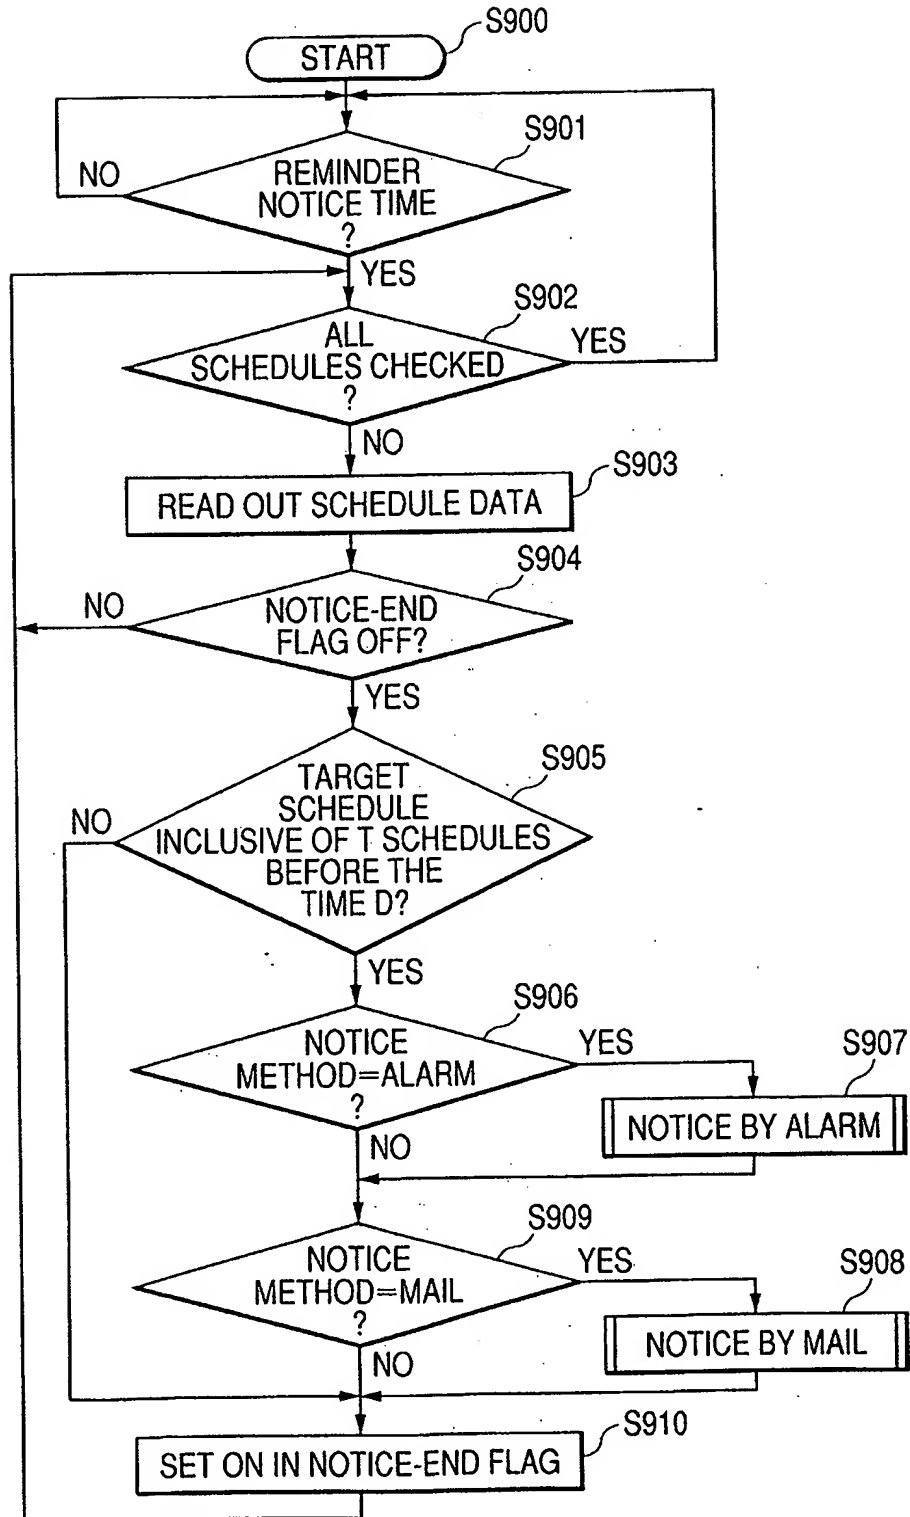 S900
START
S901
NO
REMINDER
NOTICE TIME
?
YES
S902
ALL
SCHEDULES CHECKED
?
YES
NO
S903
READ OUT SCHEDULE DATA
S904
NO
NOTICE-END
FLAG OFF?
YES
S905
NO
TARGET
SCHEDULE
INCLUSIVE OF T SCHEDULES
BEFORE THE
TIME D?
YES
S906
NOTICE
METHOD=ALARM
?
YES
S907
NOTICE BY ALARM
NO
S909
NOTICE
METHOD=MAIL
?
YES
S908
NOTICE BY MAIL
NO
S910
SET ON IN NOTICE-END FLAG